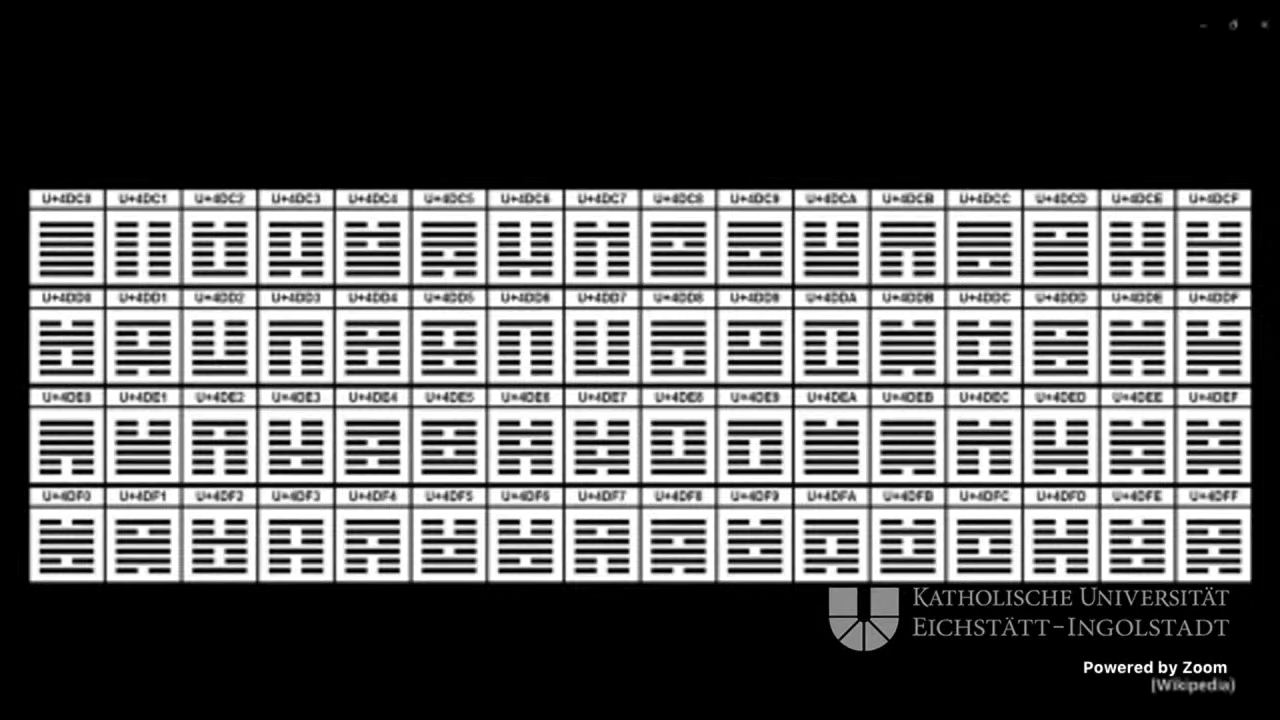 U+4DC0 U+4DC1 U+4DC2 U+4DC3 U+4DC4 U+4DC5 U+4DC6 U+4DC7 U+4DC8 U+4DC9 U+4DCA U+4DCB U+4DCC U+4DCD U+4DCE U+4DCF
U+4DD0 U+4DD1 U+4DD2 U+4DD3 U+4DD4 U+4DD5 U+4DD6 U+4DD7 U+4DD8 U+4DD9 U+4DDA U+4DDB U+4DDC U+4DDD U+4DDE U+4DDF
U+4DE0 U+4DE1 U+4DE2 U+4DE3 U+4DE4 U+4DE5 U+4DE6 U+4DE7 U+4DE8 U+4DE9 U+4DEA U+4DEB U+4DEC U+4DED U+4DEE U+4DEF
U+4DF0 U+4DF1 U+4DF2 U+4DF3 U+4DF4 U+4DF5 U+4DF6 U+4DF7 U+4DF8 U+4DF9 U+4DFA U+4DFB U+4DFC U+4DFD U+4DFE U+4DFF
KATHOLISCHE UNIVERSITÄT
EICHSTÄTT-INGOLSTADT
Powered by Zoom
(Wikipedia)